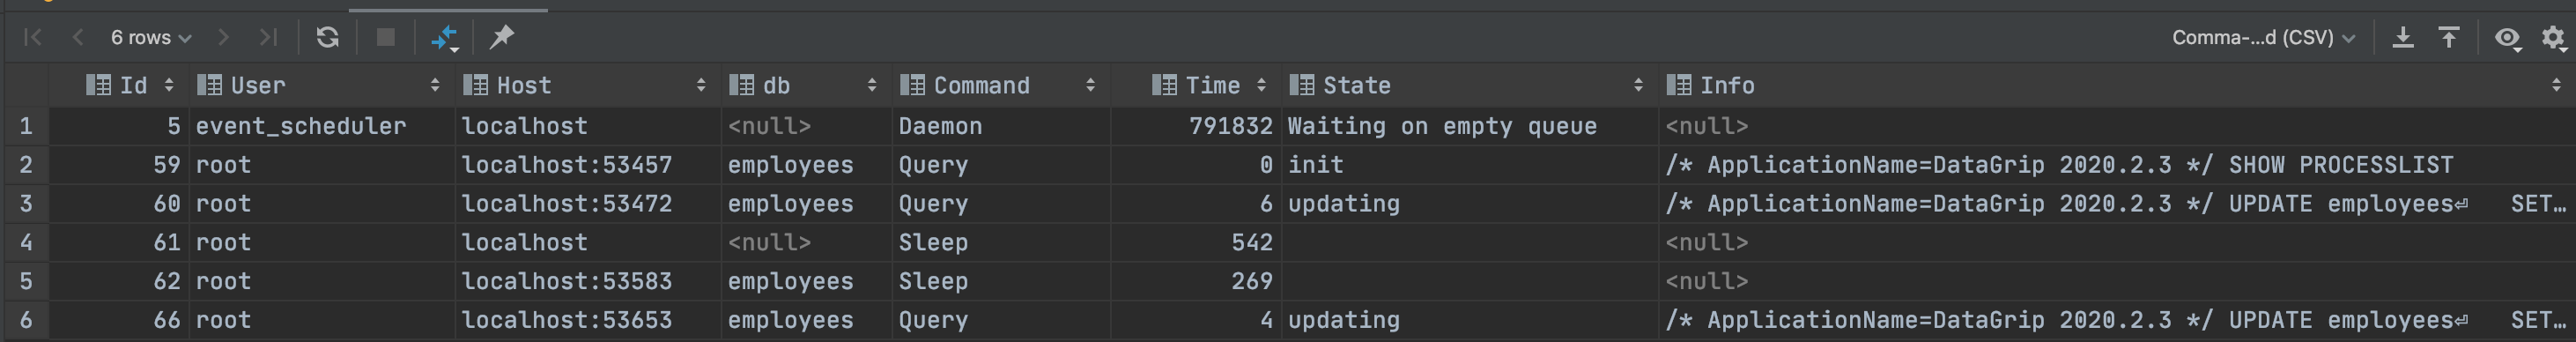 6 rows Comma-...d (CSV)
Id User Host db Command Time State Info
1 5 event_scheduler localhost <null> Daemon 791832 Waiting on empty queue <null>
2 59 root localhost:53457 employees Query 0 init /* ApplicationName=DataGrip 2020.2.3 */ SHOW PROCESSLIST
3 60 root localhost:53472 employees Query 6 updating /* ApplicationName=DataGrip 2020.2.3 */ UPDATE employees⏎ SET…
4 61 root localhost <null> Sleep 542 <null>
5 62 root localhost:53583 employees Sleep 269 <null>
6 66 root localhost:53653 employees Query 4 updating /* ApplicationName=DataGrip 2020.2.3 */ UPDATE employees⏎ SET…